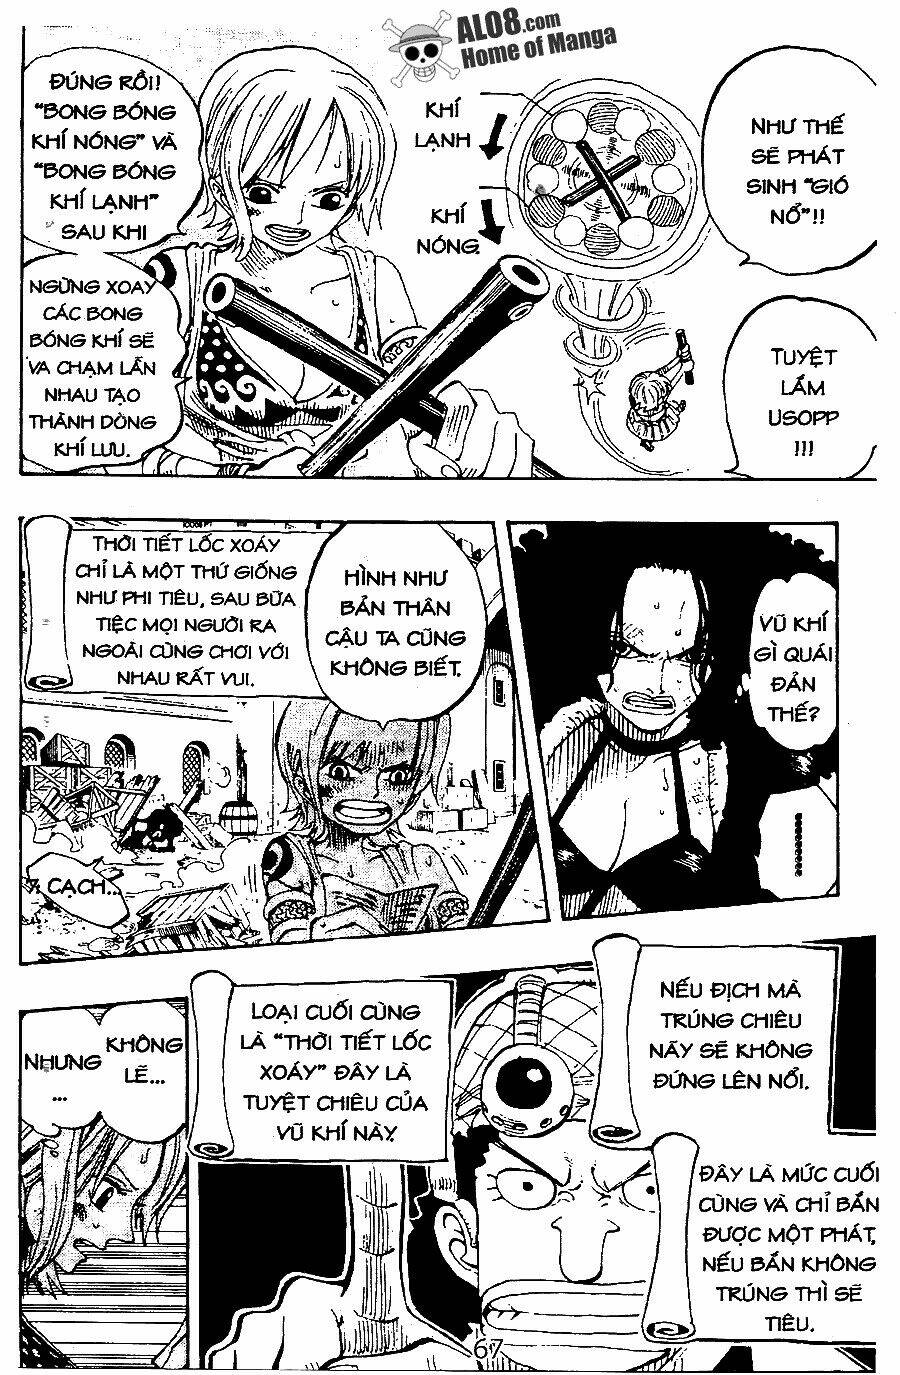 ALO8.com
Home of Manga
NHƯ THẾ
SẼ PHÁT
SINH "GIÓ
NỔ"!!
TUYỆT
LẮM
USOPP
!!!
KHÍ
LẠNH
KHÍ
NÓNG
ĐÚNG RỒI!
"BONG BÓNG
KHÍ NÓNG" VÀ
"BONG BÓNG
KHÍ LẠNH"
SAU KHI
NGỪNG XOAY
CÁC BONG
BÓNG KHÍ SẼ
VA CHẠM LẪN
NHAU TẠO
THÀNH DÒNG
KHÍ LƯU.
VŨ KHÍ
GÌ QUÁI
ĐẢN
THẾ?
.........
HÌNH NHƯ
BẢN THÂN
CẬU TA CŨNG
KHÔNG BIẾT.
THỜI TIẾT LỐC XOÁY
CHỈ LÀ MỘT THỨ GIỐNG
NHƯ PHI TIÊU, SAU BỮA
TIỆC MỌI NGƯỜI RA
NGOÀI CÙNG CHƠI VỚI
NHAU RẤT VUI.
CẠCH...
NẾU ĐỊCH MÀ
TRÚNG CHIÊU
NÃY SẼ KHÔNG
ĐỨNG LÊN NỔI.
ĐÂY LÀ MỨC CUỐI
CÙNG VÀ CHỈ BẮN
ĐƯỢC MỘT PHÁT,
NẾU BẮN KHÔNG
TRÚNG THÌ SẼ
TIÊU.
LOẠI CUỐI CÙNG
LÀ "THỜI TIẾT LỐC
XOÁY" ĐÂY LÀ
TUYỆT CHIÊU CỦA
VŨ KHÍ NÀY.
KHÔNG
LẼ...
NHƯNG
...
67